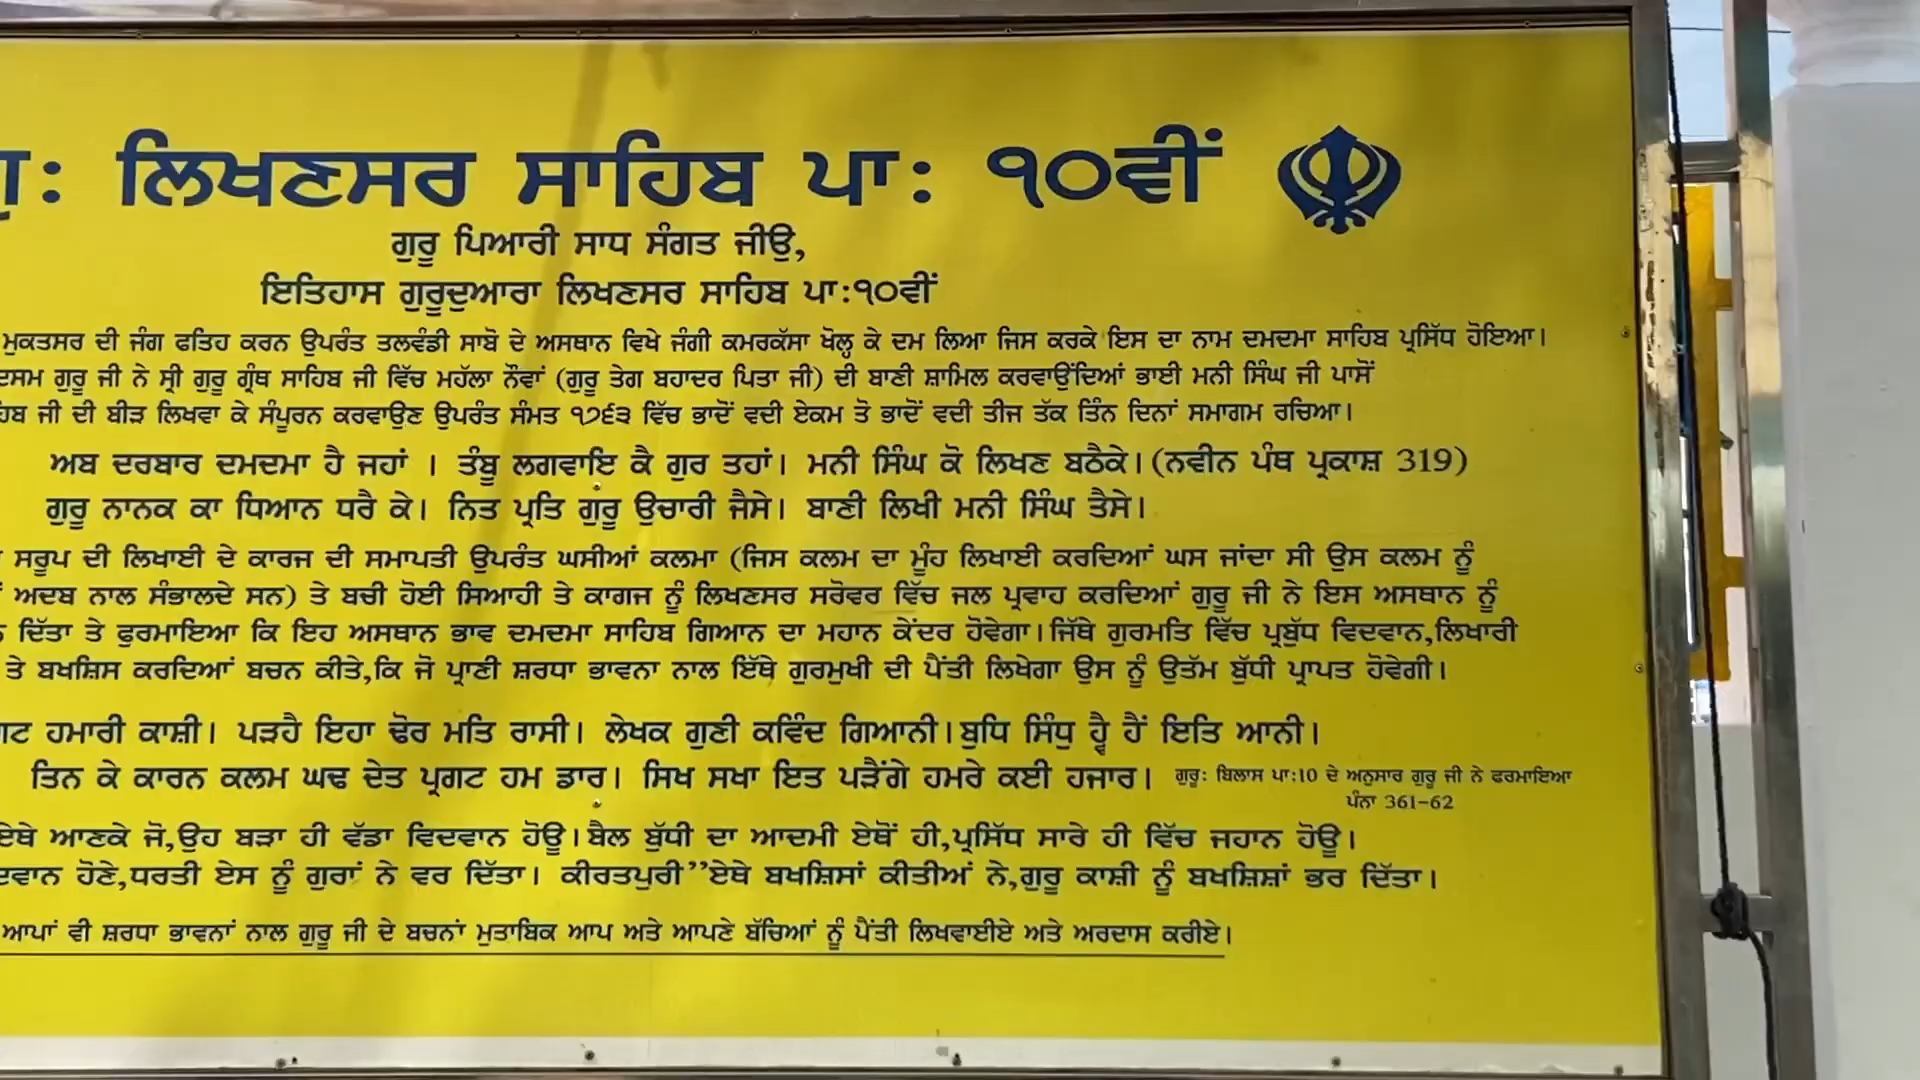 ਗੁ: ਲਿਖਣਸਰ ਸਾਹਿਬ ਪਾ: ੧੦ਵੀਂ
ਗੁਰੂ ਪਿਆਰੀ ਸਾਧ ਸੰਗਤ ਜੀਉ,
ਇਤਿਹਾਸ ਗੁਰੂਦੁਆਰਾ ਲਿਖਣਸਰ ਸਾਹਿਬ ਪਾ:੧੦ਵੀਂ
ਮੁਕਤਸਰ ਦੀ ਜੰਗ ਫਤਿਹ ਕਰਨ ਉਪਰੰਤ ਤਲਵੰਡੀ ਸਾਬੋ ਦੇ ਅਸਥਾਨ ਵਿਖੇ ਜੰਗੀ ਕਮਰਕੱਸਾ ਖੋਲ੍ਹ ਕੇ ਦਮ ਲਿਆ ਜਿਸ ਕਰਕੇ ਇਸ ਦਾ ਨਾਮ ਦਮਦਮਾ ਸਾਹਿਬ ਪ੍ਰਸਿੱਧ ਹੋਇਆ।
ਦਸਮ ਗੁਰੂ ਜੀ ਨੇ ਸ੍ਰੀ ਗੁਰੂ ਗ੍ਰੰਥ ਸਾਹਿਬ ਜੀ ਵਿੱਚ ਮਹੱਲਾ ਨੌਵਾਂ (ਗੁਰੂ ਤੇਗ ਬਹਾਦਰ ਪਿਤਾ ਜੀ) ਦੀ ਬਾਣੀ ਸ਼ਾਮਿਲ ਕਰਵਾਉਂਦਿਆਂ ਭਾਈ ਮਨੀ ਸਿੰਘ ਜੀ ਪਾਸੋਂ
ਹਿਬ ਜੀ ਦੀ ਬੀੜ ਲਿਖਵਾ ਕੇ ਸੰਪੂਰਨ ਕਰਵਾਉਣ ਉਪਰੰਤ ਸੰਮਤ ੧੭੬੩ ਵਿੱਚ ਭਾਦੋਂ ਵਦੀ ਏਕਮ ਤੋ ਭਾਦੋਂ ਵਦੀ ਤੀਜ ਤੱਕ ਤਿੰਨ ਦਿਨਾਂ ਸਮਾਗਮ ਰਚਿਆ।
ਅਬ ਦਰਬਾਰ ਦਮਦਮਾ ਹੈ ਜਹਾਂ । ਤੰਬੂ ਲਗਵਾਇ ਕੈ ਗੁਰ ਤਹਾਂ। ਮਨੀ ਸਿੰਘ ਕੋ ਲਿਖਣ ਬਠੈਕੇ। (ਨਵੀਨ ਪੰਥ ਪ੍ਰਕਾਸ਼ 319)
ਗੁਰੂ ਨਾਨਕ ਕਾ ਧਿਆਨ ਧਰੈ ਕੇ। ਨਿਤ ਪ੍ਰਤਿ ਗੁਰੂ ਉਚਾਰੀ ਜੈਸੇ। ਬਾਣੀ ਲਿਖੀ ਮਨੀ ਸਿੰਘ ਤੈਸੇ।
ਸਰੂਪ ਦੀ ਲਿਖਾਈ ਦੇ ਕਾਰਜ ਦੀ ਸਮਾਪਤੀ ਉਪਰੰਤ ਘਸੀਆਂ ਕਲਮਾ (ਜਿਸ ਕਲਮ ਦਾ ਮੂੰਹ ਲਿਖਾਈ ਕਰਦਿਆਂ ਘਸ ਜਾਂਦਾ ਸੀ ਉਸ ਕਲਮ ਨੂੰ
ਅਦਬ ਨਾਲ ਸੰਭਾਲਦੇ ਸਨ) ਤੇ ਬਚੀ ਹੋਈ ਸਿਆਹੀ ਤੇ ਕਾਗਜ ਨੂੰ ਲਿਖਣਸਰ ਸਰੋਵਰ ਵਿੱਚ ਜਲ ਪ੍ਰਵਾਹ ਕਰਦਿਆਂ ਗੁਰੂ ਜੀ ਨੇ ਇਸ ਅਸਥਾਨ ਨੂੰ
ਦਿੱਤਾ ਤੇ ਫੁਰਮਾਇਆ ਕਿ ਇਹ ਅਸਥਾਨ ਭਾਵ ਦਮਦਮਾ ਸਾਹਿਬ ਗਿਆਨ ਦਾ ਮਹਾਨ ਕੇਂਦਰ ਹੋਵੇਗਾ। ਜਿੱਥੇ ਗੁਰਮਤਿ ਵਿੱਚ ਪ੍ਰਬੁੱਧ ਵਿਦਵਾਨ,ਲਿਖਾਰੀ
ਤੇ ਬਖਸ਼ਿਸ ਕਰਦਿਆਂ ਬਚਨ ਕੀਤੇ,ਕਿ ਜੋ ਪ੍ਰਾਣੀ ਸ਼ਰਧਾ ਭਾਵਨਾ ਨਾਲ ਇੱਥੇ ਗੁਰਮੁਖੀ ਦੀ ਪੈਂਤੀ ਲਿਖੇਗਾ ਉਸ ਨੂੰ ਉਤੱਮ ਬੁੱਧੀ ਪ੍ਰਾਪਤ ਹੋਵੇਗੀ।
ਗਟ ਹਮਾਰੀ ਕਾਸ਼ੀ। ਪੜਹੈ ਇਹਾ ਢੋਰ ਮਤਿ ਰਾਸੀ। ਲੇਖਕ ਗੁਣੀ ਕਵਿੰਦ ਗਿਆਨੀ। ਬੁਧਿ ਸਿੰਧੁ ਹ੍ਵੈ ਹੈਂ ਇਤਿ ਆਨੀ।
ਤਿਨ ਕੇ ਕਾਰਨ ਕਲਮ ਘਢ ਦੇਤ ਪ੍ਰਗਟ ਹਮ ਡਾਰ। ਸਿਖ ਸਖਾ ਇਤ ਪੜੈਂਗੇ ਹਮਰੇ ਕਈ ਹਜਾਰ। ਗੁਰੂ: ਬਿਲਾਸ ਪਾ:10 ਦੇ ਅਨੁਸਾਰ ਗੁਰੂ ਜੀ ਨੇ ਫਰਮਾਇਆ
ਪੰਨਾ 361-62
ਏਥੇ ਆਣਕੇ ਜੋ,ਉਹ ਬੜਾ ਹੀ ਵੱਡਾ ਵਿਦਵਾਨ ਹੋਊ। ਬੈਲ ਬੁੱਧੀ ਦਾ ਆਦਮੀ ਏਥੋਂ ਹੀ,ਪ੍ਰਸਿੱਧ ਸਾਰੇ ਹੀ ਵਿੱਚ ਜਹਾਨ ਹੋਊ।
ਦਵਾਨ ਹੋਣੇ,ਧਰਤੀ ਏਸ ਨੂੰ ਗੁਰਾਂ ਨੇ ਵਰ ਦਿੱਤਾ। ਕੀਰਤਪੁਰੀ’’ਏਥੇ ਬਖਸ਼ਿਸਾਂ ਕੀਤੀਆਂ ਨੇ,ਗੁਰੂ ਕਾਸ਼ੀ ਨੂੰ ਬਖਸ਼ਿਸ਼ਾਂ ਭਰ ਦਿੱਤਾ।
ਆਪਾਂ ਵੀ ਸ਼ਰਧਾ ਭਾਵਨਾਂ ਨਾਲ ਗੁਰੂ ਜੀ ਦੇ ਬਚਨਾਂ ਮੁਤਾਬਿਕ ਆਪ ਅਤੇ ਆਪਣੇ ਬੱਚਿਆਂ ਨੂੰ ਪੈਂਤੀ ਲਿਖਵਾਈਏ ਅਤੇ ਅਰਦਾਸ ਕਰੀਏ।